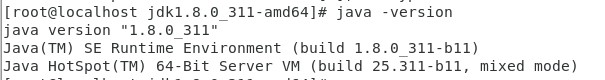 [root@localhost jdk1.8.0_311-amd64]# java -version
java version "1.8.0_311"
Java(TM) SE Runtime Environment (build 1.8.0_311-b11)
Java HotSpot(TM) 64-Bit Server VM (build 25.311-b11, mixed mode)